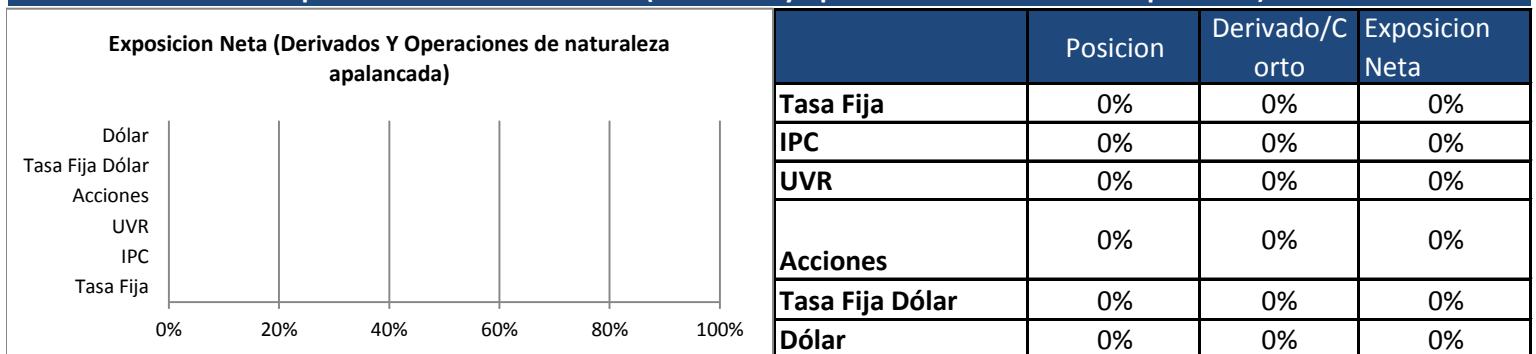 Exposicion Neta (Derivados Y Operaciones de naturaleza
apalancada)
Dólar
Tasa Fija Dólar
Acciones
UVR
IPC
Tasa Fija
0% 20% 40% 60% 80% 100%
Posicion Derivado/C Exposicion
orto Neta
Tasa Fija 0% 0% 0%
IPC 0% 0% 0%
UVR 0% 0% 0%
Acciones 0% 0% 0%
Tasa Fija Dólar 0% 0% 0%
Dólar 0% 0% 0%